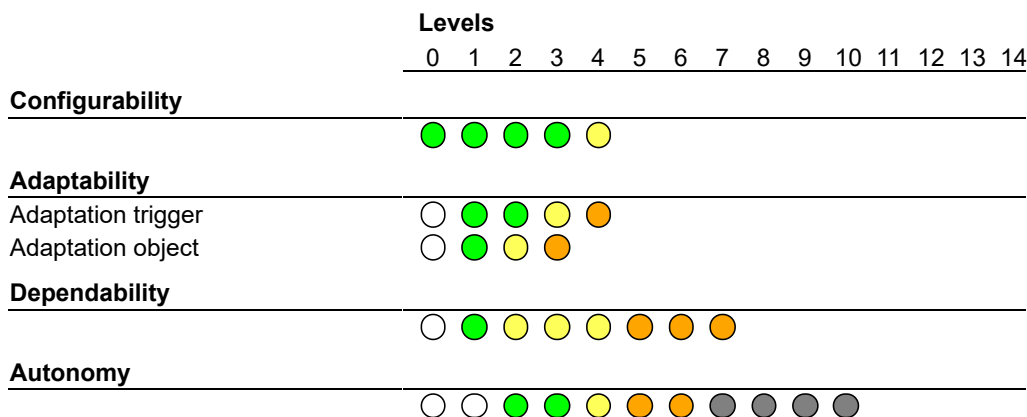 Levels
0 1 2 3 4 5 6 7 8 9 10 11 12 13 14
Configurability
Adaptability
Adaptation trigger
Adaptation object
Dependability
Autonomy